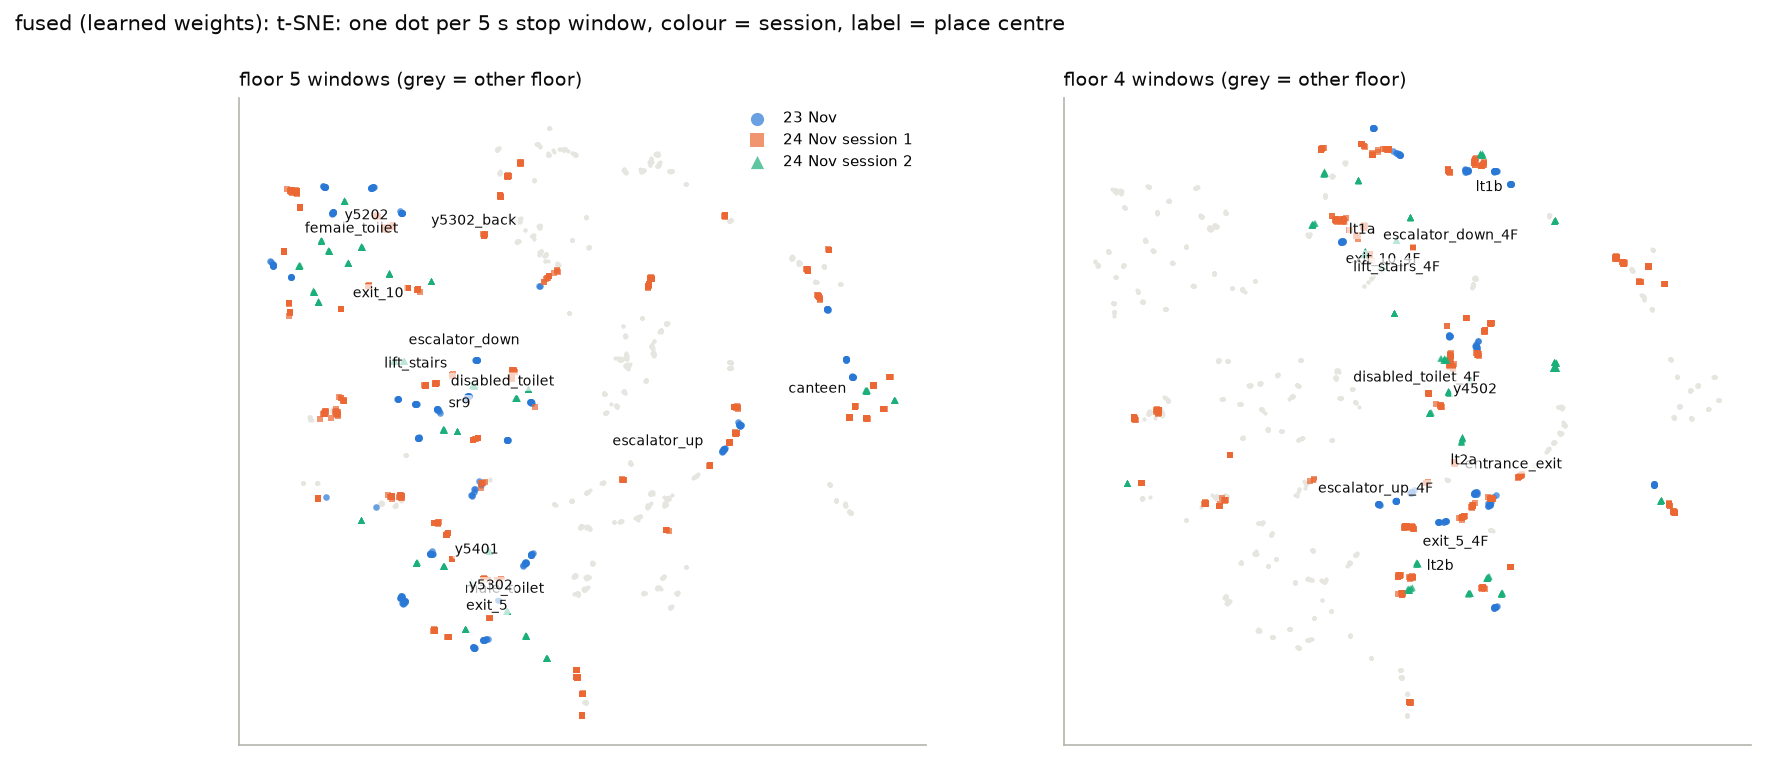 fused (learned weights): t-SNE: one dot per 5 s stop window, colour = session, label = place centre
floor 5 windows (grey = other floor)
23 Nov
24 Nov session 1
24 Nov session 2
y5202
female_toilet
y5302_back
exit_10
escalator_down
lift_stairs
disabled_toilet
sr9
canteen
escalator_up
y5401
y5302
male_toilet
exit_5
floor 4 windows (grey = other floor)
lt1b
lt1a
escalator_down_4F
exit_10_4F
lift_stairs_4F
disabled_toilet_4F
y4502
lt2a
entrance_exit
escalator_up_4F
exit_5_4F
lt2b